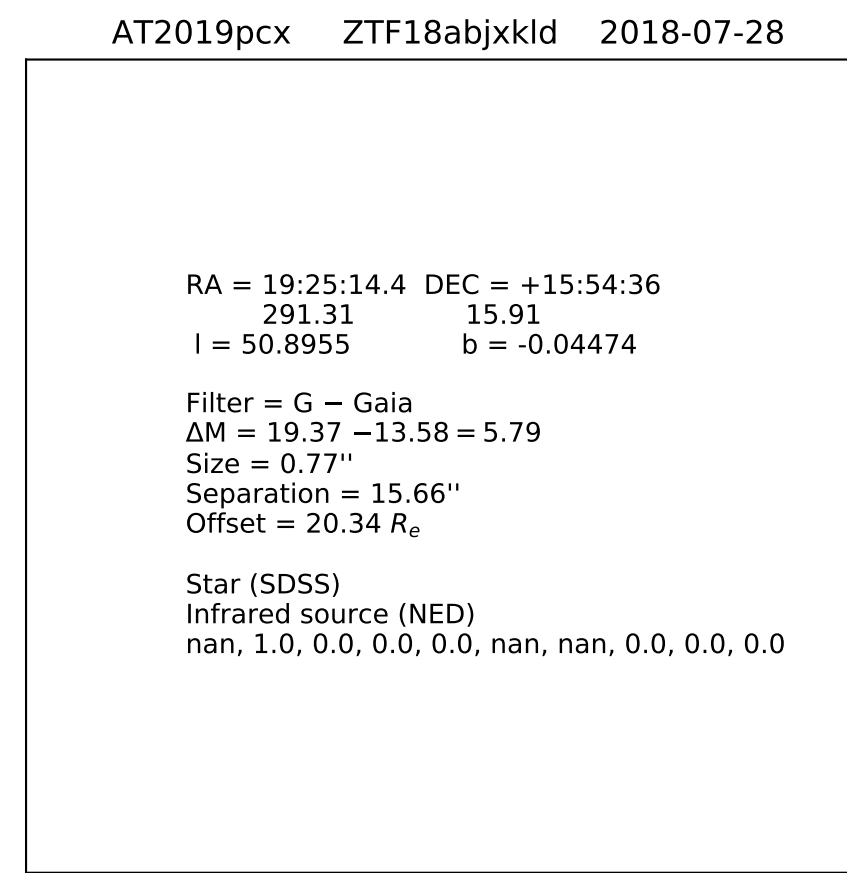 AT2019pcx ZTF18abjxkld 2018-07-28
RA = 19:25:14.4 DEC = +15:54:36
291.31 15.91
l = 50.8955 b = -0.04474
Filter = G − Gaia
ΔM = 19.37 −13.58 = 5.79
Size = 0.77''
Separation = 15.66''
Offset = 20.34 Re
Star (SDSS)
Infrared source (NED)
nan, 1.0, 0.0, 0.0, 0.0, nan, nan, 0.0, 0.0, 0.0